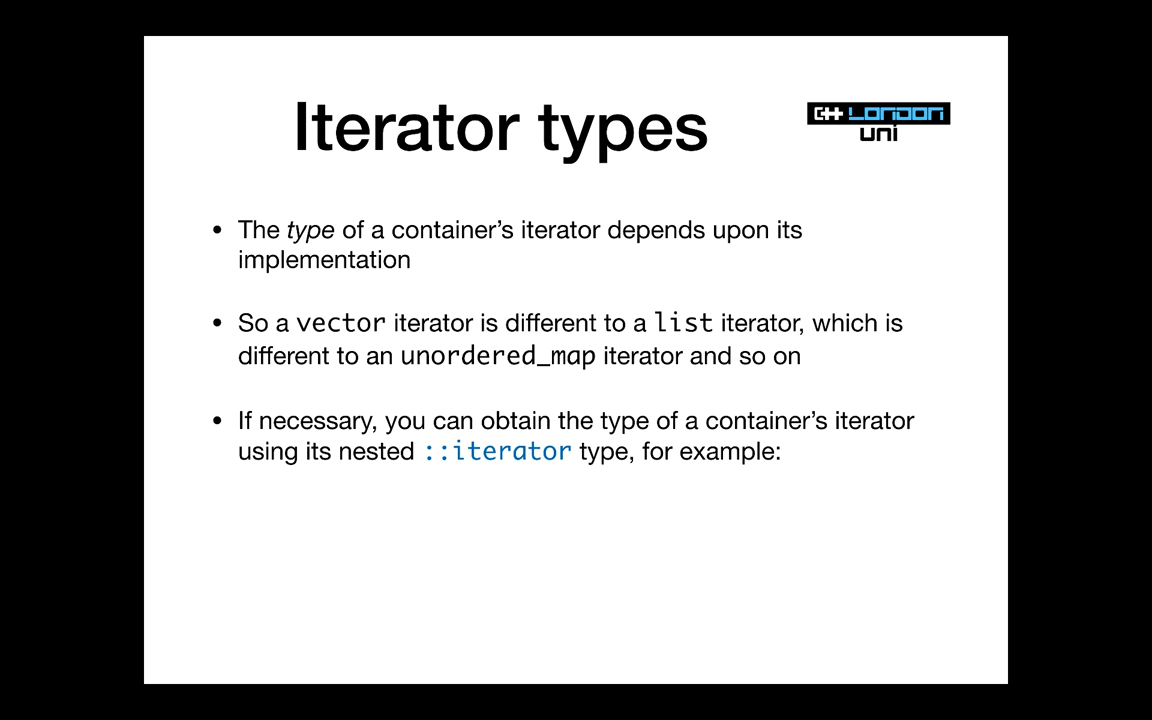 Iterator types
C++ LONDON
uni
• The type of a container’s iterator depends upon its
implementation
• So a vector iterator is different to a list iterator, which is
different to an unordered_map iterator and so on
• If necessary, you can obtain the type of a container’s iterator
using its nested ::iterator type, for example: